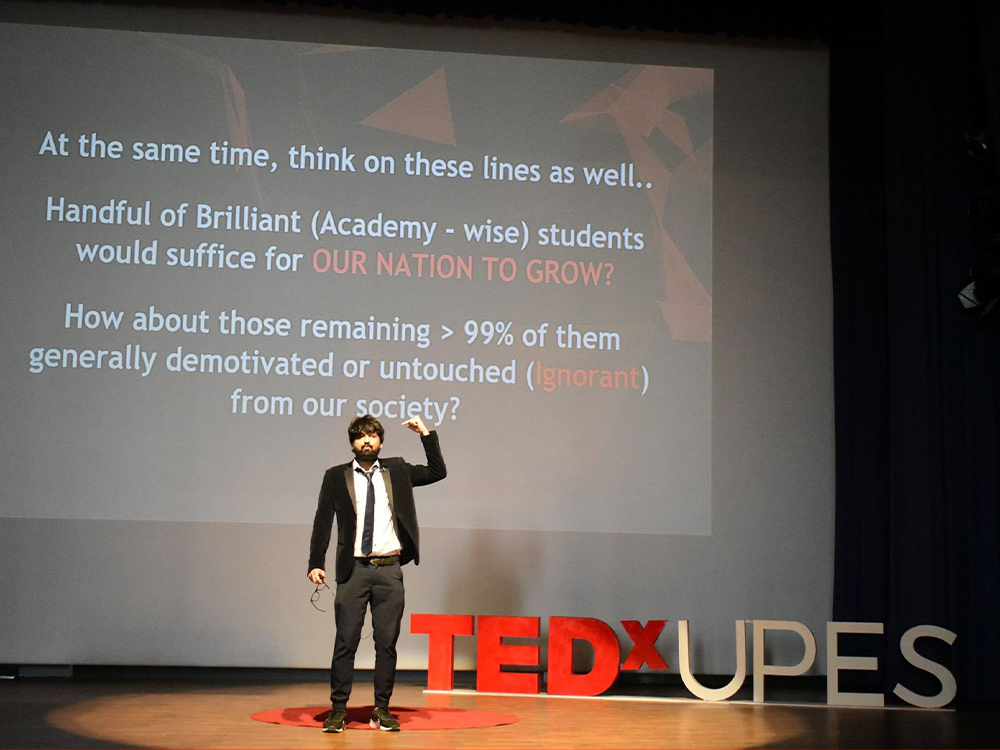 At the same time, think on these lines as well..
Handful of Brilliant (Academy - wise) students
would suffice for OUR NATION TO GROW?
How about those remaining > 99% of them
generally demotivated or untouched (Ignorant)
from our society?
TEDx UPES